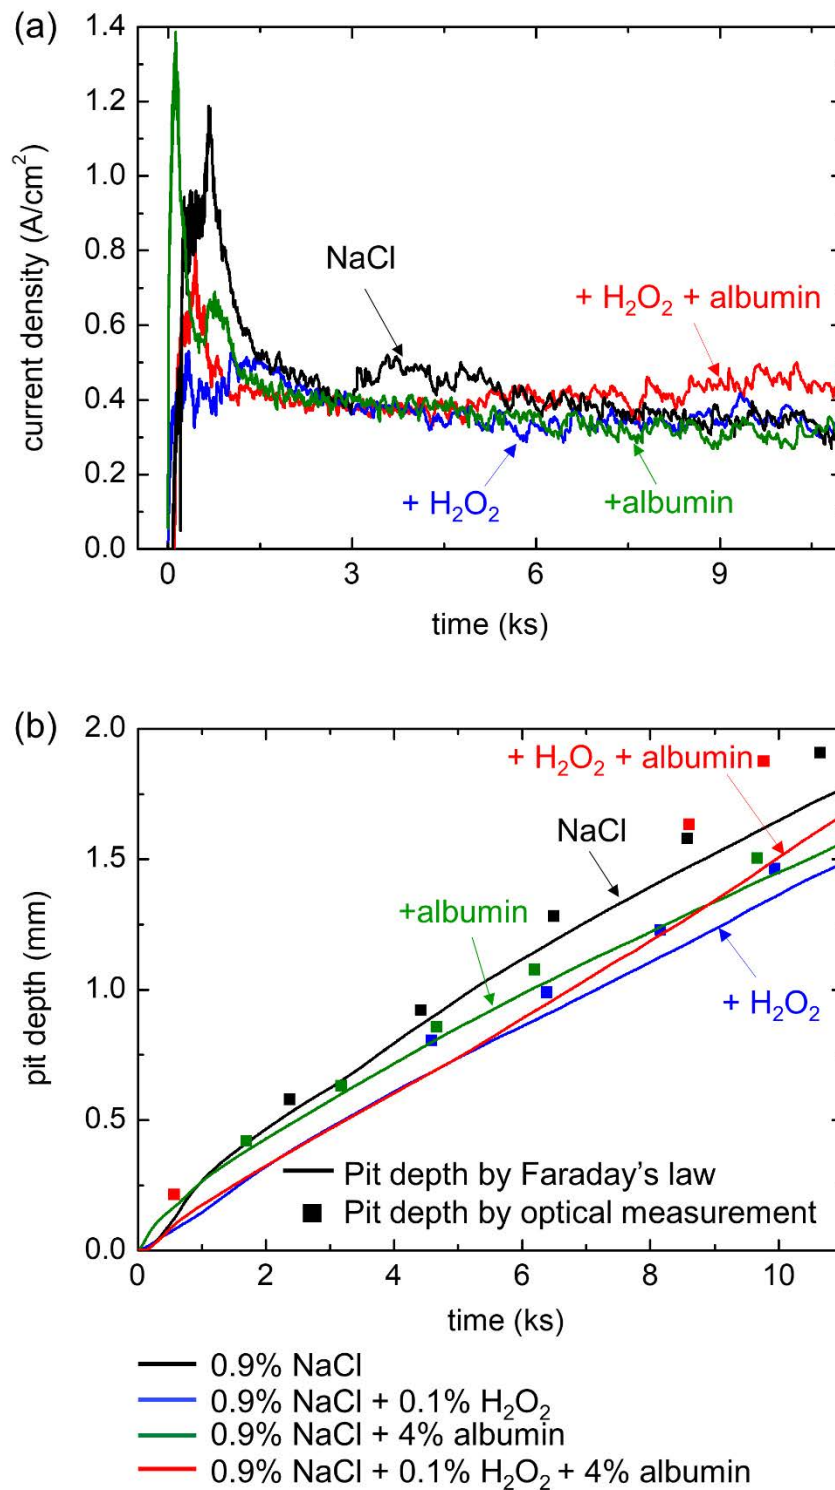 (a)
1.4
1.2
1.0
0.8
0.6
0.4
0.2
0.0
current density (A/cm²)
NaCl
+ H₂O₂ + albumin
+ H₂O₂
+albumin
0
3
6
9
time (ks)
(b)
2.0
1.5
1.0
0.5
0.0
pit depth (mm)
+ H₂O₂ + albumin
NaCl
+albumin
+ H₂O₂
Pit depth by Faraday's law
Pit depth by optical measurement
0
2
4
6
8
10
time (ks)
0.9% NaCl
0.9% NaCl + 0.1% H₂O₂
0.9% NaCl + 4% albumin
0.9% NaCl + 0.1% H₂O₂ + 4% albumin